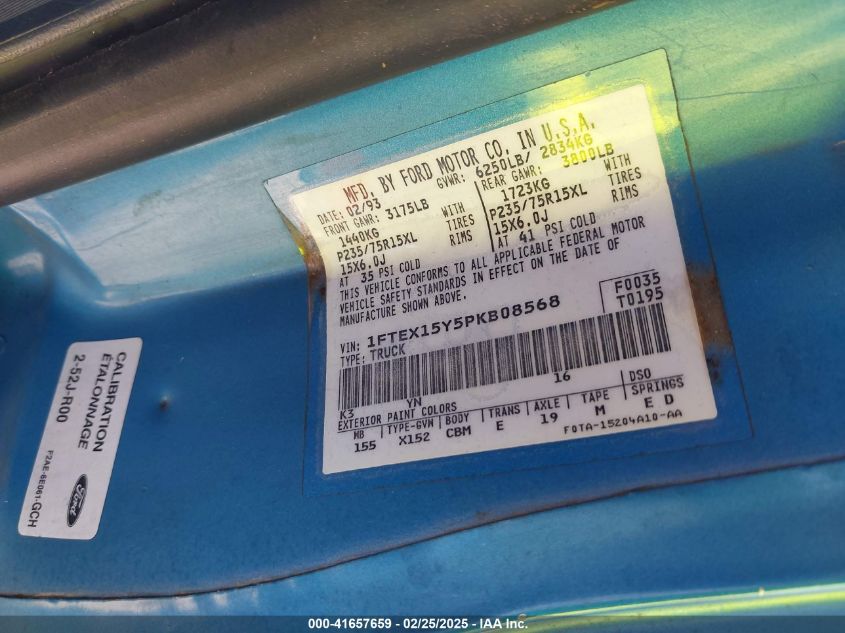 MFD. BY FORD MOTOR CO. IN U.S.A.
DATE: 02/93 GVWR: 6250LB/ 2834KG
FRONT GAWR: 3175LB REAR GAWR: 3800LB
1440KG WITH 1723KG WITH
P235/75R15XL TIRES P235/75R15XL TIRES
15X6.0J RIMS 15X6.0J RIMS
AT 35 PSI COLD AT 41 PSI COLD
THIS VEHICLE CONFORMS TO ALL APPLICABLE FEDERAL MOTOR
VEHICLE SAFETY STANDARDS IN EFFECT ON THE DATE OF
MANUFACTURE SHOWN ABOVE.
F0035
VIN: 1FTEX15Y5PKB08568 T0195
TYPE: TRUCK
K3 YN 16
EXTERIOR PAINT COLORS DSO
WB TYPE-GVW BODY TRANS AXLE TAPE SPRINGS
155 X152 CBM E 19 M E D
F0TA-15204A10-AA
CALIBRATION
ÉTALONNAGE
2-52J-R00
F2AE-6E061-GCH
Ford
000-41657659 - 02/25/2025 - IAA Inc.